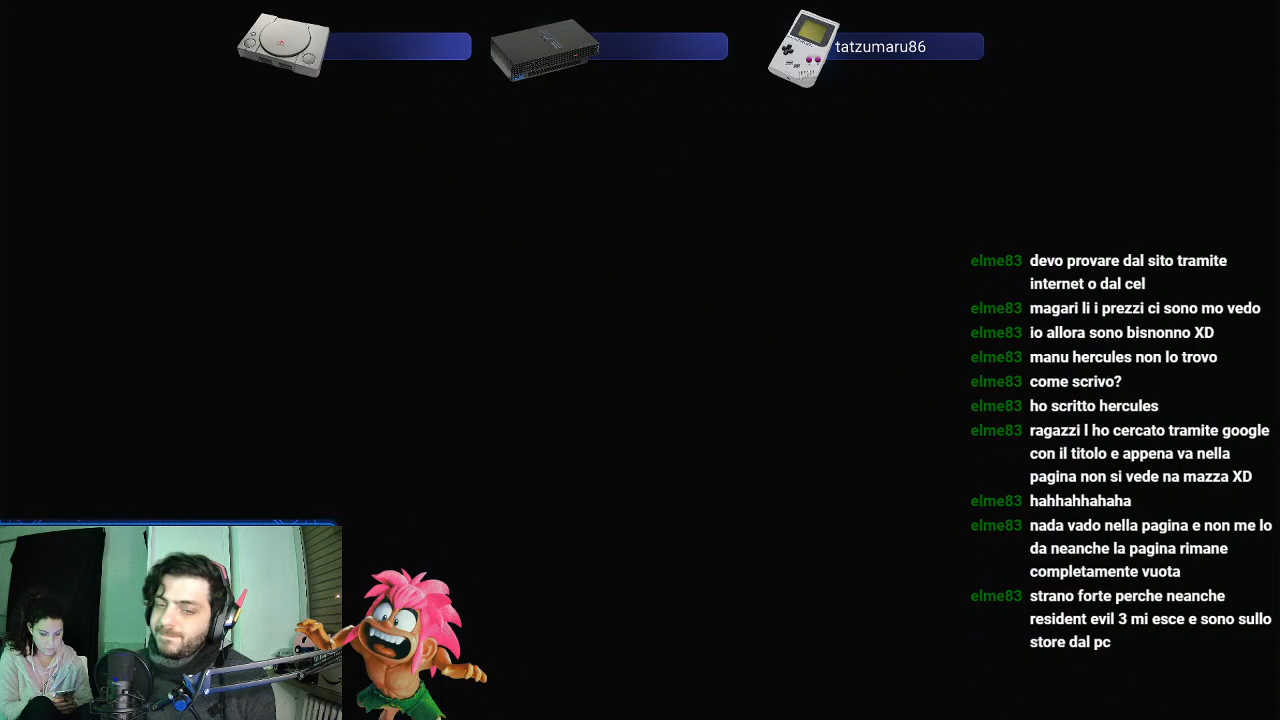 tatzumaru86
elme83 devo provare dal sito tramite
internet o dal cel
elme83 magari li i prezzi ci sono mo vedo
elme83 io allora sono bisnonno XD
elme83 manu hercules non lo trovo
elme83 come scrivo?
elme83 ho scritto hercules
elme83 ragazzi l ho cercato tramite google
con il titolo e appena va nella
pagina non si vede na mazza XD
elme83 hahhahhahaha
elme83 nada vado nella pagina e non me lo
da neanche la pagina rimane
completamente vuota
elme83 strano forte perche neanche
resident evil 3 mi esce e sono sullo
store dal pc